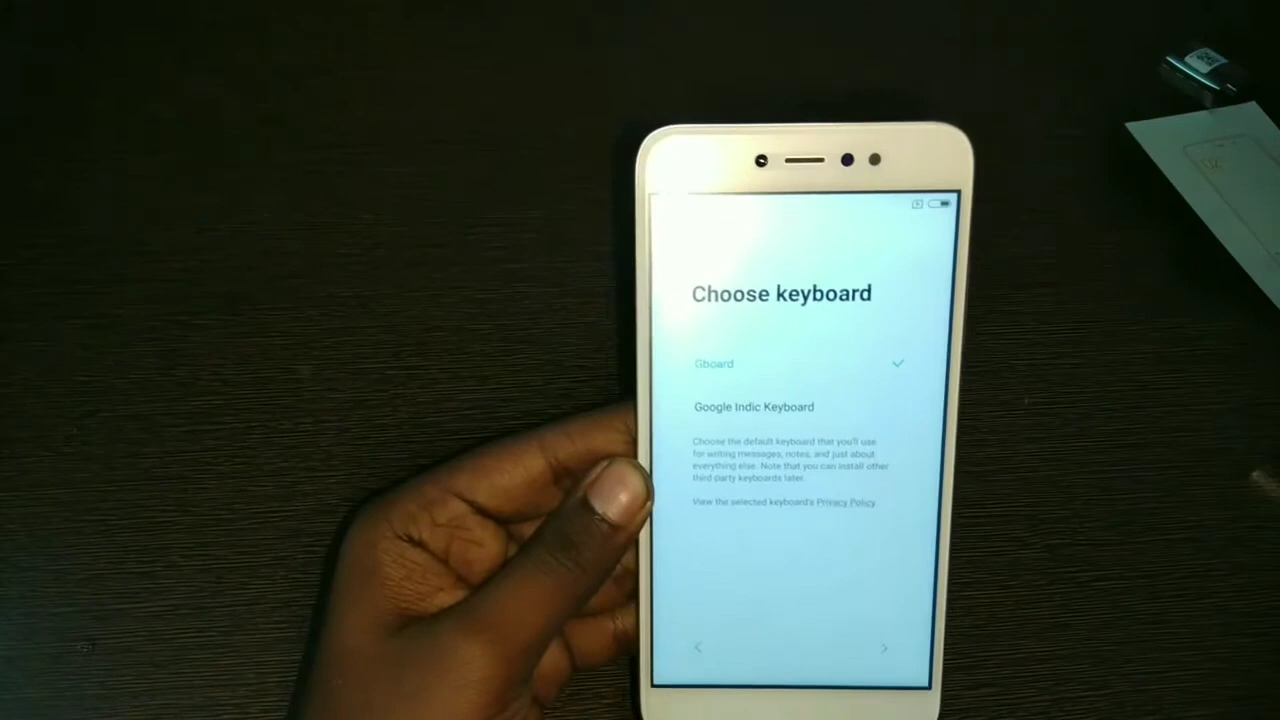 Choose keyboard
Gboard
Google Indic Keyboard
Choose the default keyboard that you'll use
for writing messages, notes, and just about
everything else. Note that you can install other
third party keyboards later.
View the selected keyboard's Privacy Policy